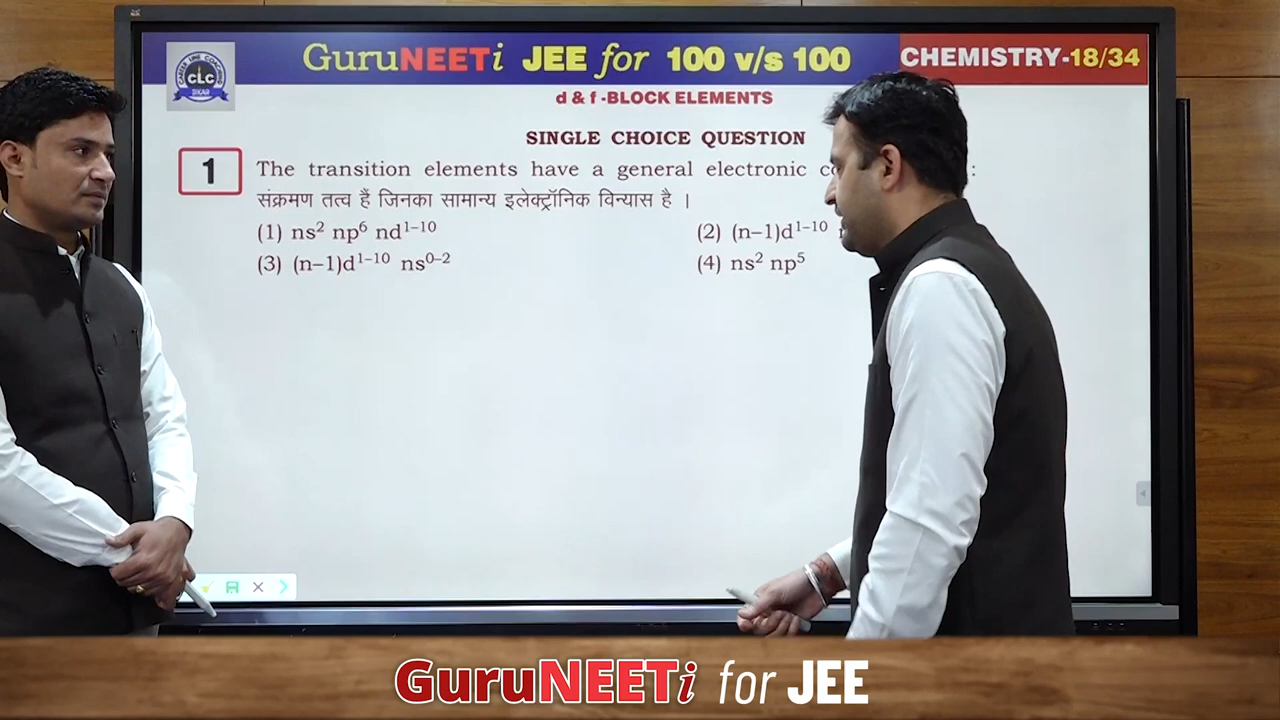 GuruNEETi JEE for 100 v/s 100
CHEMISTRY-18/34
CLC
SIKAR
d & f -BLOCK ELEMENTS
SINGLE CHOICE QUESTION
1
The transition elements have a general electronic :
संक्रमण तत्व हैं जिनका सामान्य इलेक्ट्रॉनिक विन्यास है ।
(1) ns² np⁶ nd¹⁻¹⁰
(2) (n–1)d¹⁻¹⁰
(3) (n–1)d¹⁻¹⁰ ns⁰⁻²
(4) ns² np⁵
GuruNEETi for JEE